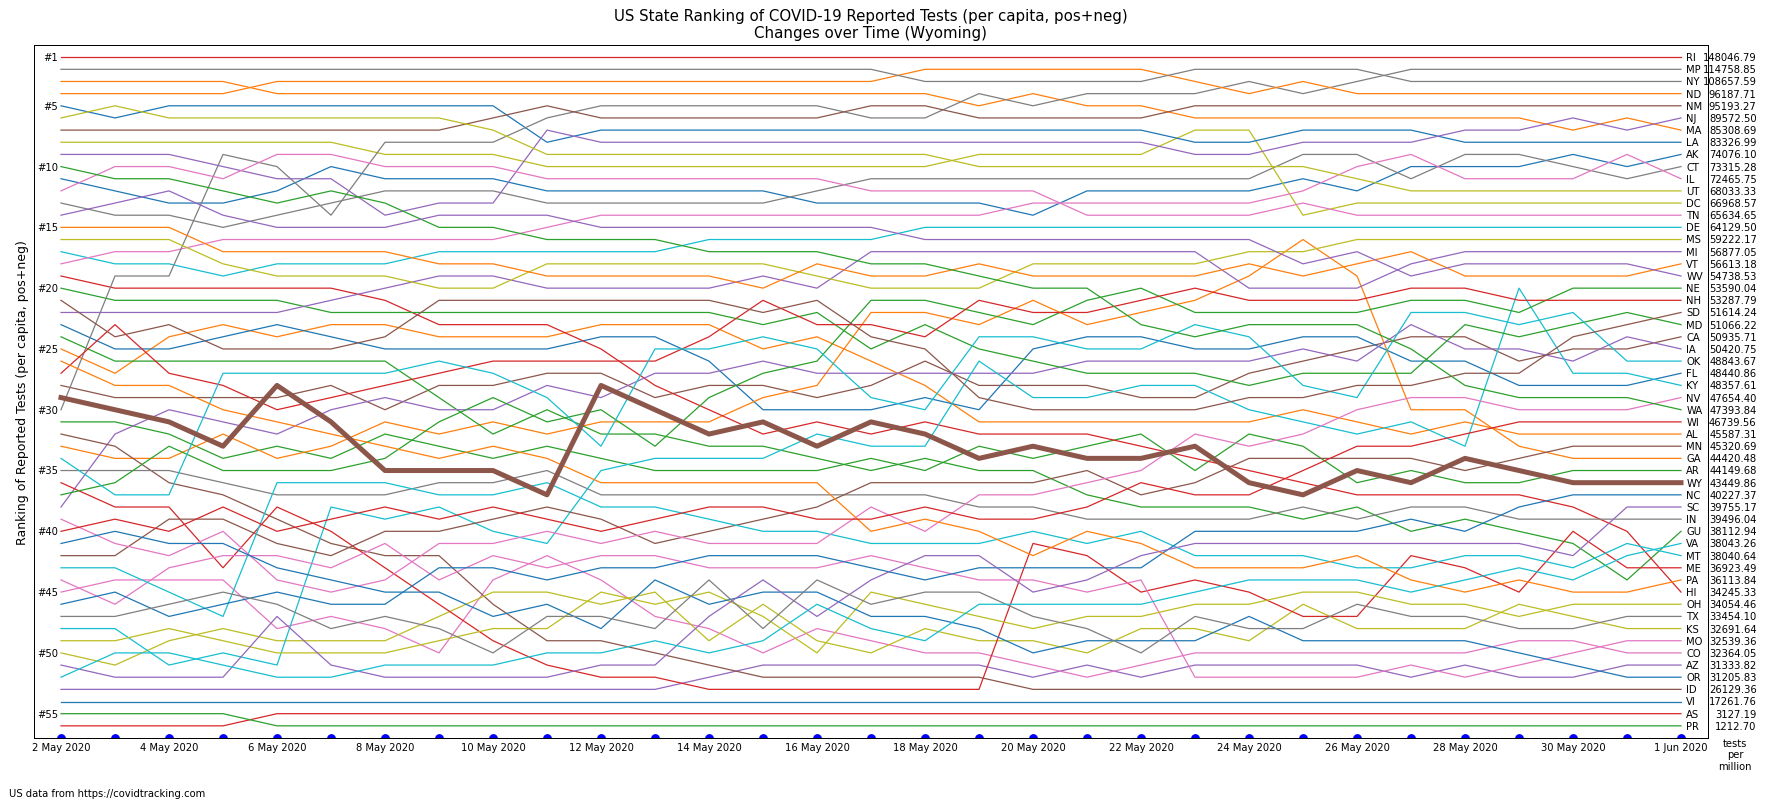 US State Ranking of COVID-19 Reported Tests (per capita, pos+neg)
Changes over Time (Wyoming)
Ranking of Reported Tests (per capita, pos+neg)
#1
#5
#10
#15
#20
#25
#30
#35
#40
#45
#50
#55
RI 148046.79
MP 114758.85
NY 108657.59
ND 96187.71
NM 95193.27
NJ 89572.50
MA 85308.69
LA 83326.99
AK 74076.10
CT 73315.28
IL 72465.75
UT 68033.33
DC 66968.57
TN 65634.65
DE 64129.50
MS 59222.17
MI 56877.05
VT 56613.18
WV 54738.53
NE 53590.04
NH 53287.79
SD 51614.24
MD 51066.22
CA 50935.71
IA 50420.75
OK 48843.67
FL 48440.86
KY 48357.61
NV 47654.40
WA 47393.84
WI 46739.56
AL 45587.31
MN 45320.69
GA 44420.48
AR 44149.68
WY 43449.86
NC 40227.37
SC 39755.17
IN 39496.04
GU 38112.94
VA 38043.26
MT 38040.64
ME 36923.49
PA 36113.84
HI 34245.33
OH 34054.46
TX 33454.10
KS 32691.64
MO 32539.36
CO 32364.05
AZ 31333.82
OR 31205.83
ID 26129.36
VI 17261.76
AS 3127.19
PR 1212.70
2 May 2020 4 May 2020 6 May 2020 8 May 2020 10 May 2020 12 May 2020 14 May 2020 16 May 2020 18 May 2020 20 May 2020 22 May 2020 24 May 2020 26 May 2020 28 May 2020 30 May 2020 1 Jun 2020
tests
per
million
US data from https://covidtracking.com